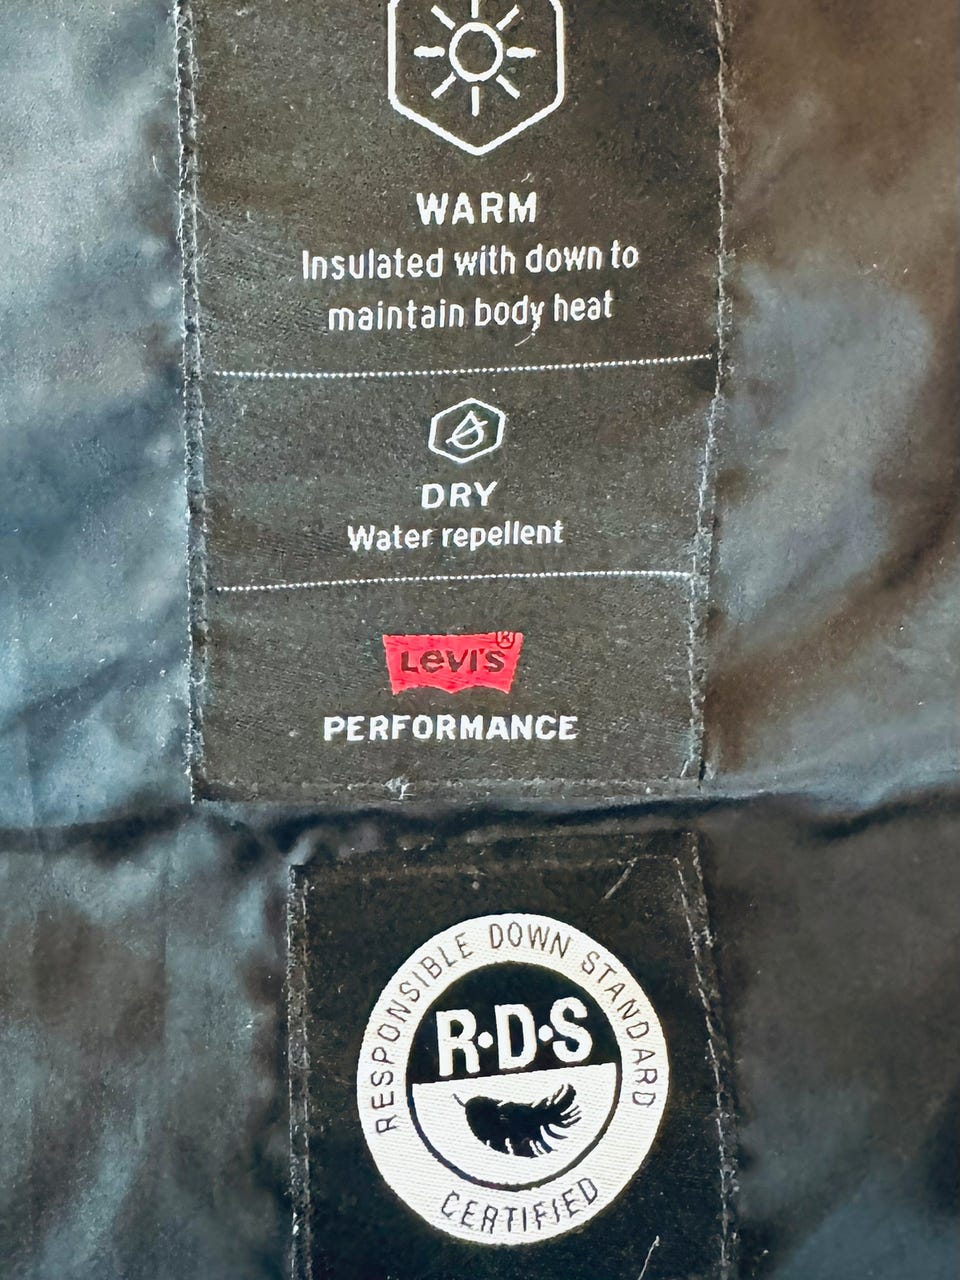 WARM
Insulated with down to
maintain body heat
DRY
Water repellent
Levi's®
PERFORMANCE
RESPONSIBLE DOWN STANDARD
R•D•S
CERTIFIED